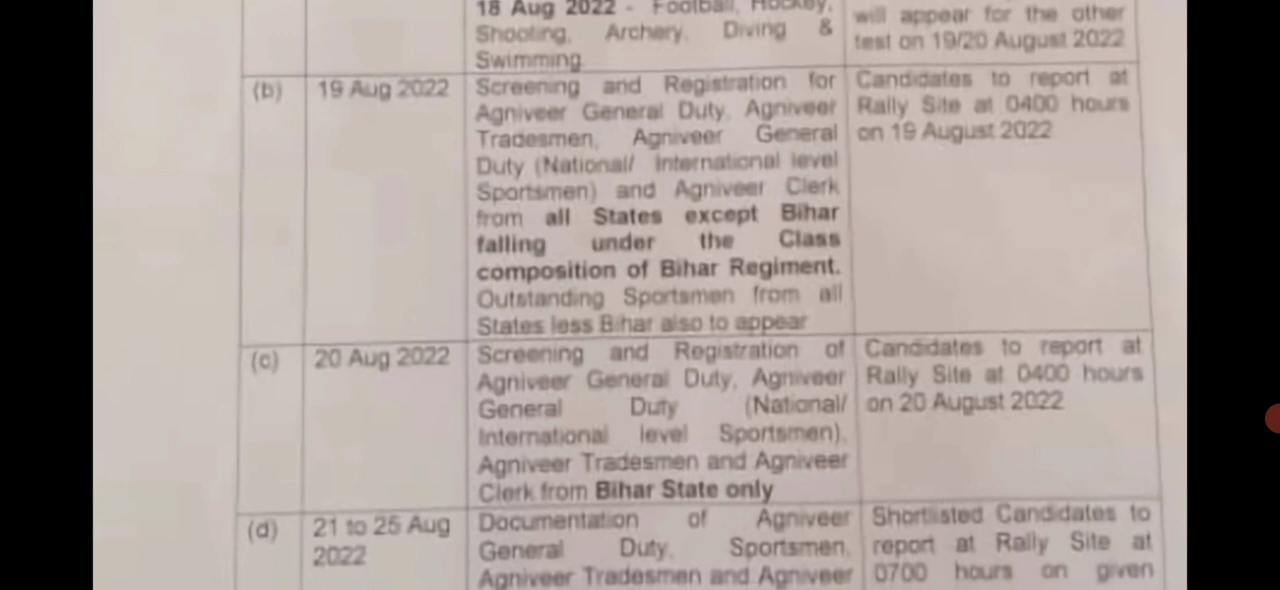 18 Aug 2022 - Football, Hockey,
Shooting, Archery, Diving &
Swimming
will appear for the other
test on 19/20 August 2022
(b)
19 Aug 2022
Screening and Registration for
Agniveer General Duty, Agniveer
Tradesmen, Agniveer General
Duty (National/ International level
Sportsmen) and Agniveer Clerk
from all States except Bihar
falling under the Class
composition of Bihar Regiment.
Outstanding Sportsmen from all
States less Bihar also to appear
Candidates to report at
Rally Site at 0400 hours
on 19 August 2022
(c)
20 Aug 2022
Screening and Registration of
Agniveer General Duty, Agniveer
General Duty (National/
International level Sportsmen),
Agniveer Tradesmen and Agniveer
Clerk from Bihar State only
Candidates to report at
Rally Site at 0400 hours
on 20 August 2022
(d)
21 to 25 Aug
2022
Documentation of Agniveer
General Duty, Sportsmen,
Agniveer Tradesmen and Agniveer
Shortlisted Candidates to
report at Rally Site at
0700 hours on given